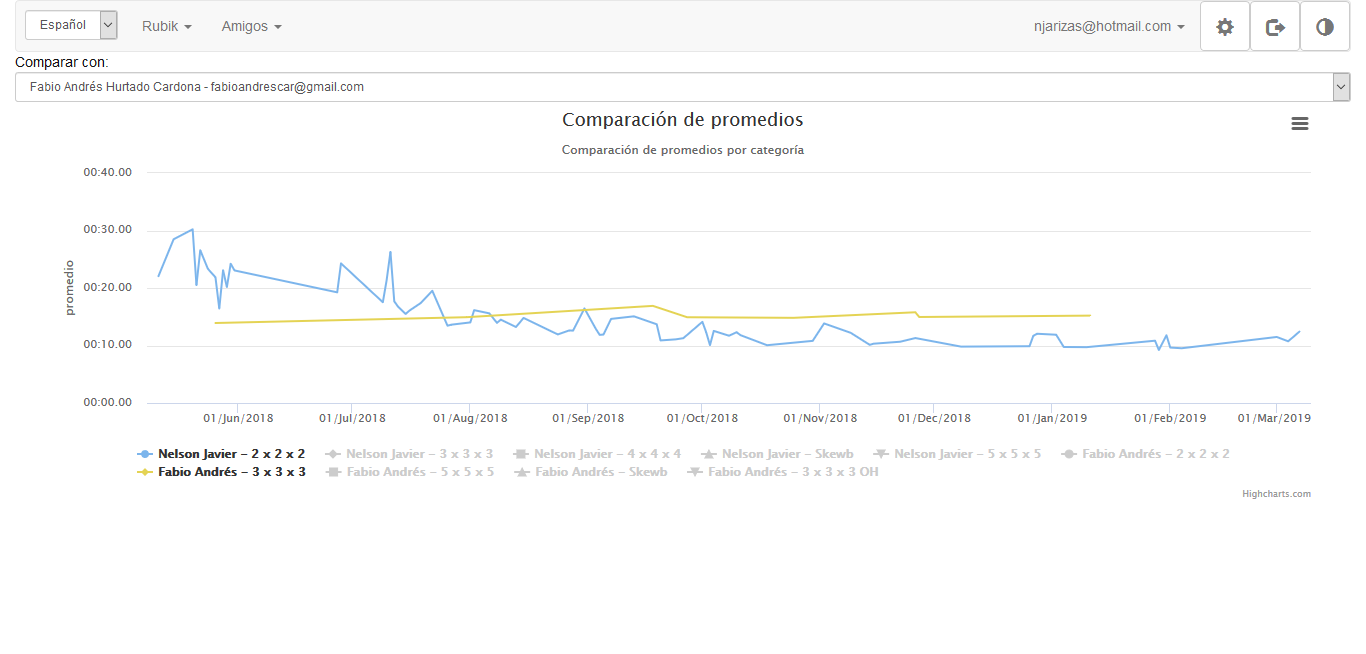 Español Rubik Amigos njarizas@hotmail.com
Comparar con:
Fabio Andrés Hurtado Cardona - fabioandrescar@gmail.com
Comparación de promedios
Comparación de promedios por categoría
promedio
00:40.00
00:30.00
00:20.00
00:10.00
00:00.00
01/Jun/2018 01/Jul/2018 01/Aug/2018 01/Sep/2018 01/Oct/2018 01/Nov/2018 01/Dec/2018 01/Jan/2019 01/Feb/2019 01/Mar/2019
Nelson Javier – 2 x 2 x 2 Nelson Javier – 3 x 3 x 3 Nelson Javier – 4 x 4 x 4 Nelson Javier – Skewb Nelson Javier – 5 x 5 x 5 Fabio Andrés – 2 x 2 x 2
Fabio Andrés – 3 x 3 x 3 Fabio Andrés – 5 x 5 x 5 Fabio Andrés – Skewb Fabio Andrés – 3 x 3 x 3 OH
Highcharts.com